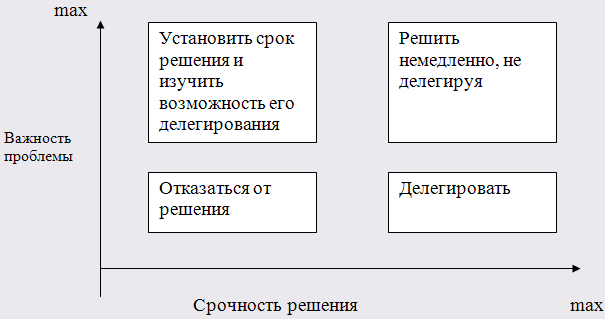 max
Установить срок
решения и
изучить
возможность его
делегирования
Решить
немедленно, не
делегируя
Важность
проблемы
Отказаться от
решения
Делегировать
Срочность решения
max